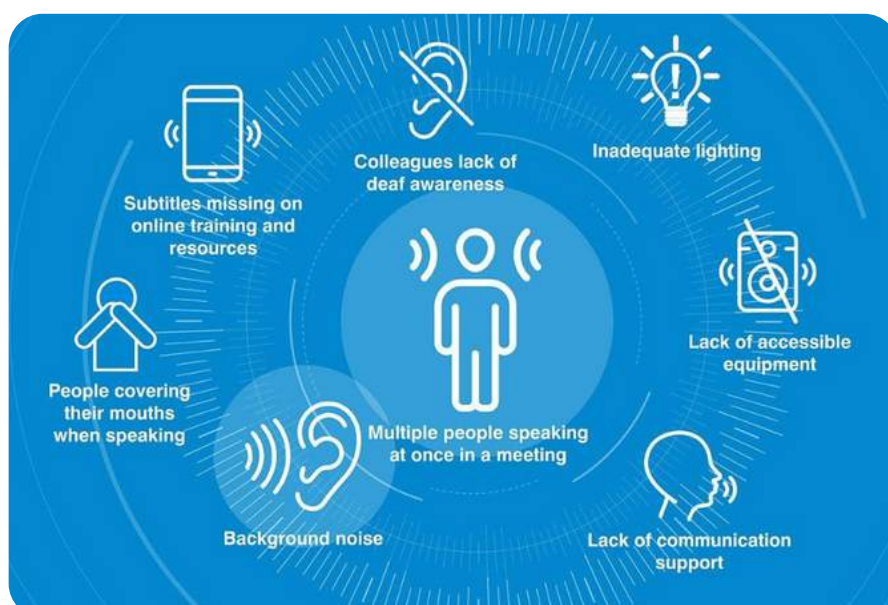 Colleagues lack of
deaf awareness
Inadequate lighting
Subtitles missing on
online training and
resources
Lack of accessible
equipment
People covering
their mouths
when speaking
Multiple people speaking
at once in a meeting
Background noise
Lack of communication
support